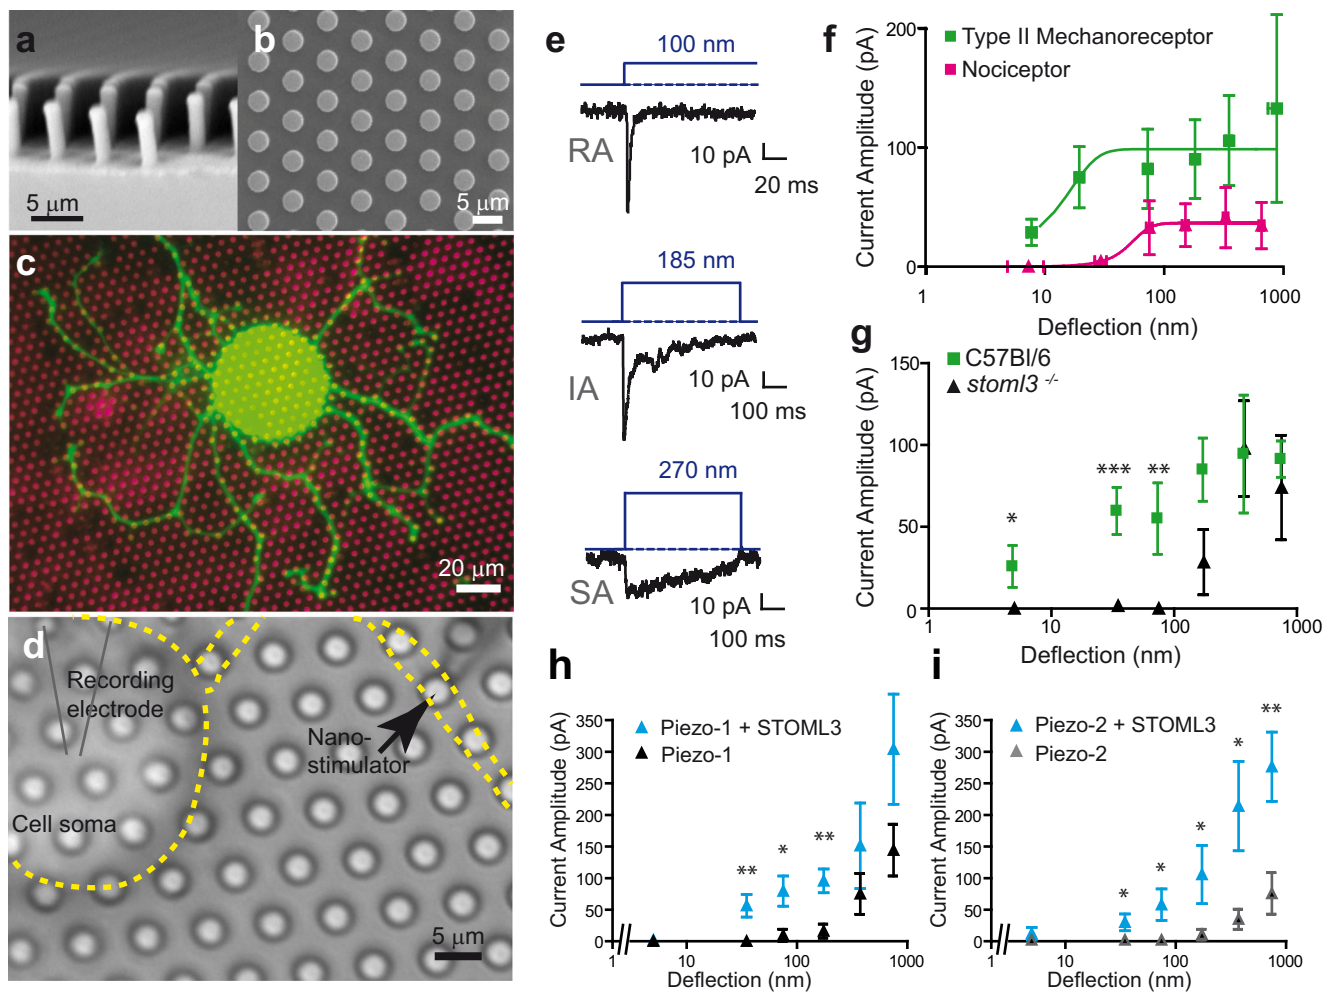 a
5 µm
b
5 µm
c
20 µm
d
Recording
electrode
Nano-
stimulator
Cell soma
5 µm
e
100 nm
RA
10 pA
20 ms
185 nm
IA
10 pA
100 ms
270 nm
SA
10 pA
100 ms
f
Type II Mechanoreceptor
Nociceptor
Current Amplitude (pA)
200
100
0
1 10 100 1000
Deflection (nm)
g
C57Bl/6
stoml3 -/-
Current Amplitude (pA)
150
100
50
0
* *** **
1 10 100 1000
Deflection (nm)
h
Piezo-1 + STOML3
Piezo-1
Current Amplitude (pA)
350
300
250
200
150
100
50
0
** * **
1 10 100 1000
Deflection (nm)
i
Piezo-2 + STOML3
Piezo-2
Current Amplitude (pA)
350
300
250
200
150
100
50
0
* * * * **
1 10 100 1000
Deflection (nm)